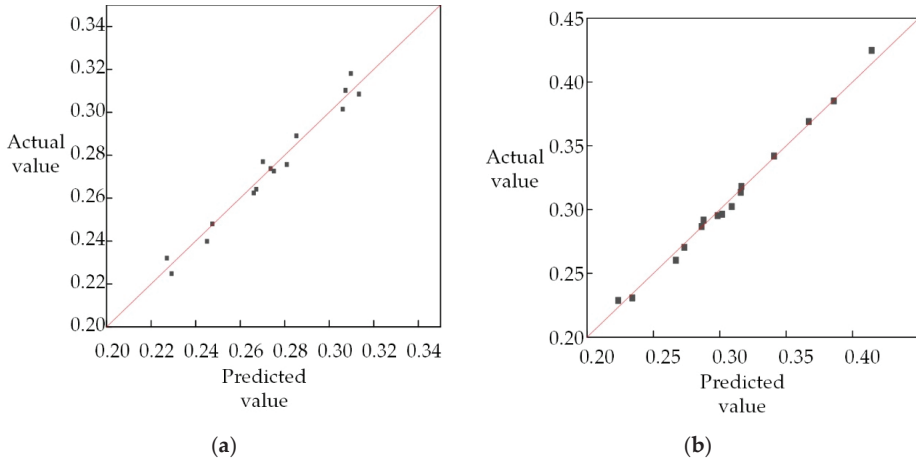 0.34
0.32
0.30
Actual
value
0.28
0.26
0.24
0.22
0.20
0.20 0.22 0.24 0.26 0.28 0.30 0.32 0.34
Predicted
value
(a)
0.45
0.40
0.35
Actual
value
0.30
0.25
0.20
0.20 0.25 0.30 0.35 0.40
Predicted
value
(b)